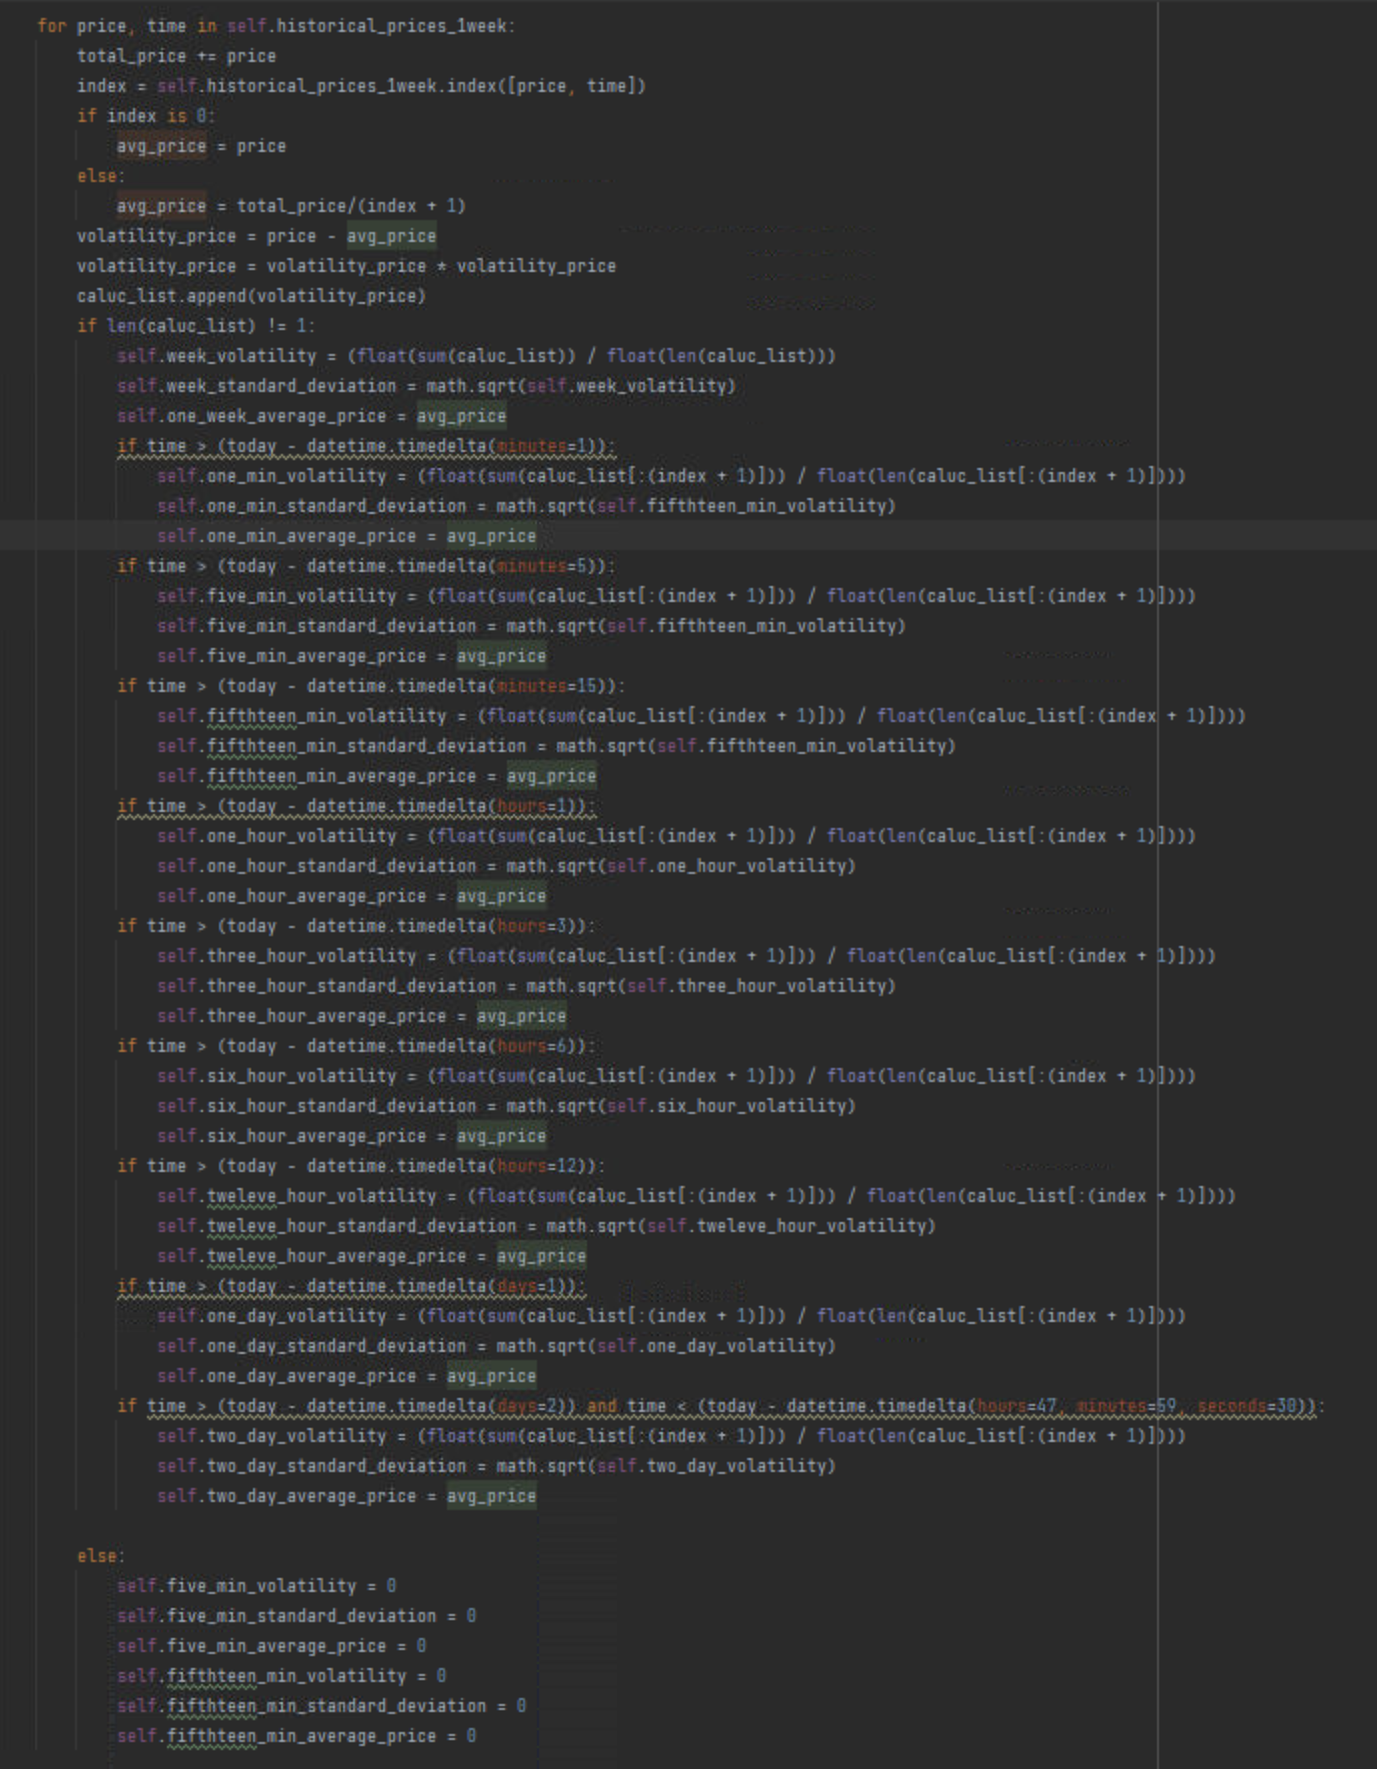 for price, time in self.historical_prices_1week:
    total_price += price
    index = self.historical_prices_1week.index([price, time])
    if index is 0:
        avg_price = price
    else:
        avg_price = total_price/(index + 1)
    volatility_price = price - avg_price
    volatility_price = volatility_price * volatility_price
    caluc_list.append(volatility_price)
    if len(caluc_list) != 1:
        self.week_volatility = (float(sum(caluc_list)) / float(len(caluc_list)))
        self.week_standard_deviation = math.sqrt(self.week_volatility)
        self.one_week_average_price = avg_price
        if time > (today - datetime.timedelta(minutes=1)):
            self.one_min_volatility = (float(sum(caluc_list[:(index + 1)])) / float(len(caluc_list[:(index + 1)])))
            self.one_min_standard_deviation = math.sqrt(self.fifthteen_min_volatility)
            self.one_min_average_price = avg_price
        if time > (today - datetime.timedelta(minutes=5)):
            self.five_min_volatility = (float(sum(caluc_list[:(index + 1)])) / float(len(caluc_list[:(index + 1)])))
            self.five_min_standard_deviation = math.sqrt(self.fifthteen_min_volatility)
            self.five_min_average_price = avg_price
        if time > (today - datetime.timedelta(minutes=15)):
            self.fifthteen_min_volatility = (float(sum(caluc_list[:(index + 1)])) / float(len(caluc_list[:(index + 1)])))
            self.fifthteen_min_standard_deviation = math.sqrt(self.fifthteen_min_volatility)
            self.fifthteen_min_average_price = avg_price
        if time > (today - datetime.timedelta(hours=1)):
            self.one_hour_volatility = (float(sum(caluc_list[:(index + 1)])) / float(len(caluc_list[:(index + 1)])))
            self.one_hour_standard_deviation = math.sqrt(self.one_hour_volatility)
            self.one_hour_average_price = avg_price
        if time > (today - datetime.timedelta(hours=3)):
            self.three_hour_volatility = (float(sum(caluc_list[:(index + 1)])) / float(len(caluc_list[:(index + 1)])))
            self.three_hour_standard_deviation = math.sqrt(self.three_hour_volatility)
            self.three_hour_average_price = avg_price
        if time > (today - datetime.timedelta(hours=6)):
            self.six_hour_volatility = (float(sum(caluc_list[:(index + 1)])) / float(len(caluc_list[:(index + 1)])))
            self.six_hour_standard_deviation = math.sqrt(self.six_hour_volatility)
            self.six_hour_average_price = avg_price
        if time > (today - datetime.timedelta(hours=12)):
            self.tweleve_hour_volatility = (float(sum(caluc_list[:(index + 1)])) / float(len(caluc_list[:(index + 1)])))
            self.tweleve_hour_standard_deviation = math.sqrt(self.tweleve_hour_volatility)
            self.tweleve_hour_average_price = avg_price
        if time > (today - datetime.timedelta(days=1)):
            self.one_day_volatility = (float(sum(caluc_list[:(index + 1)])) / float(len(caluc_list[:(index + 1)])))
            self.one_day_standard_deviation = math.sqrt(self.one_day_volatility)
            self.one_day_average_price = avg_price
        if time > (today - datetime.timedelta(days=2)) and time < (today - datetime.timedelta(hours=47, minutes=59, seconds=30)):
            self.two_day_volatility = (float(sum(caluc_list[:(index + 1)])) / float(len(caluc_list[:(index + 1)])))
            self.two_day_standard_deviation = math.sqrt(self.two_day_volatility)
            self.two_day_average_price = avg_price
    else:
        self.five_min_volatility = 0
        self.five_min_standard_deviation = 0
        self.five_min_average_price = 0
        self.fifthteen_min_volatility = 0
        self.fifthteen_min_standard_deviation = 0
        self.fifthteen_min_average_price = 0